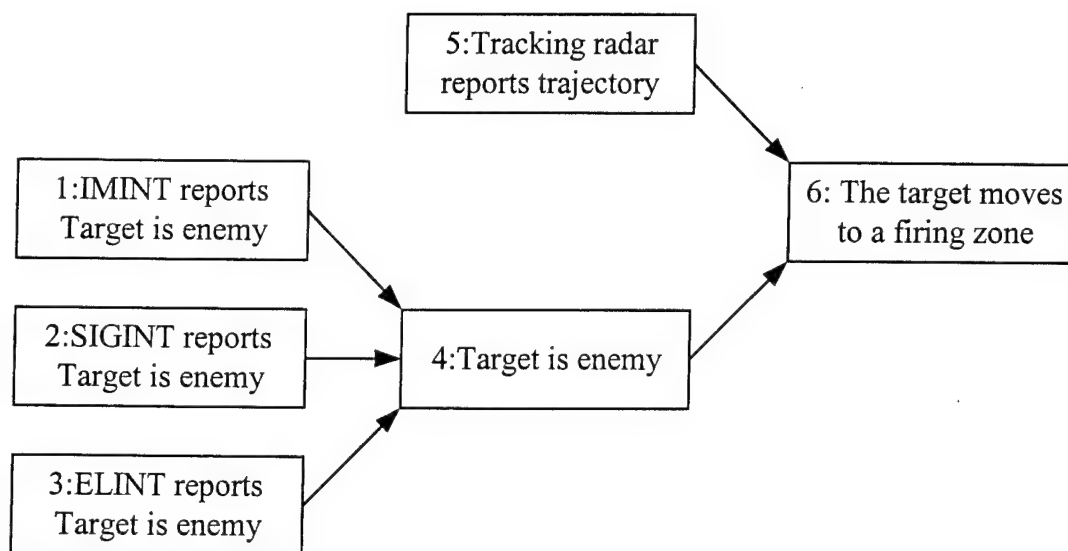 5:Tracking radar
reports trajectory
1:IMINT reports
Target is enemy
6: The target moves
to a firing zone
2:SIGINT reports
Target is enemy
4:Target is enemy
3:ELINT reports
Target is enemy